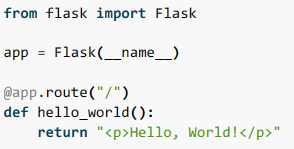 from flask import Flask

app = Flask(__name__)

@app.route("/")
def hello_world():
    return "<p>Hello, World!</p>"